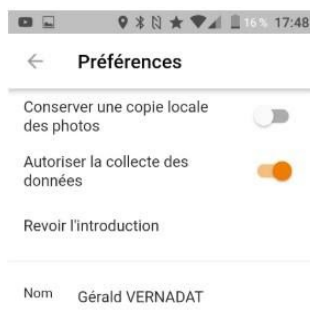 16 % 17:48
Préférences
Conserver une copie locale
des photos
Autoriser la collecte des
données
Revoir l'introduction
Nom Gérald VERNADAT